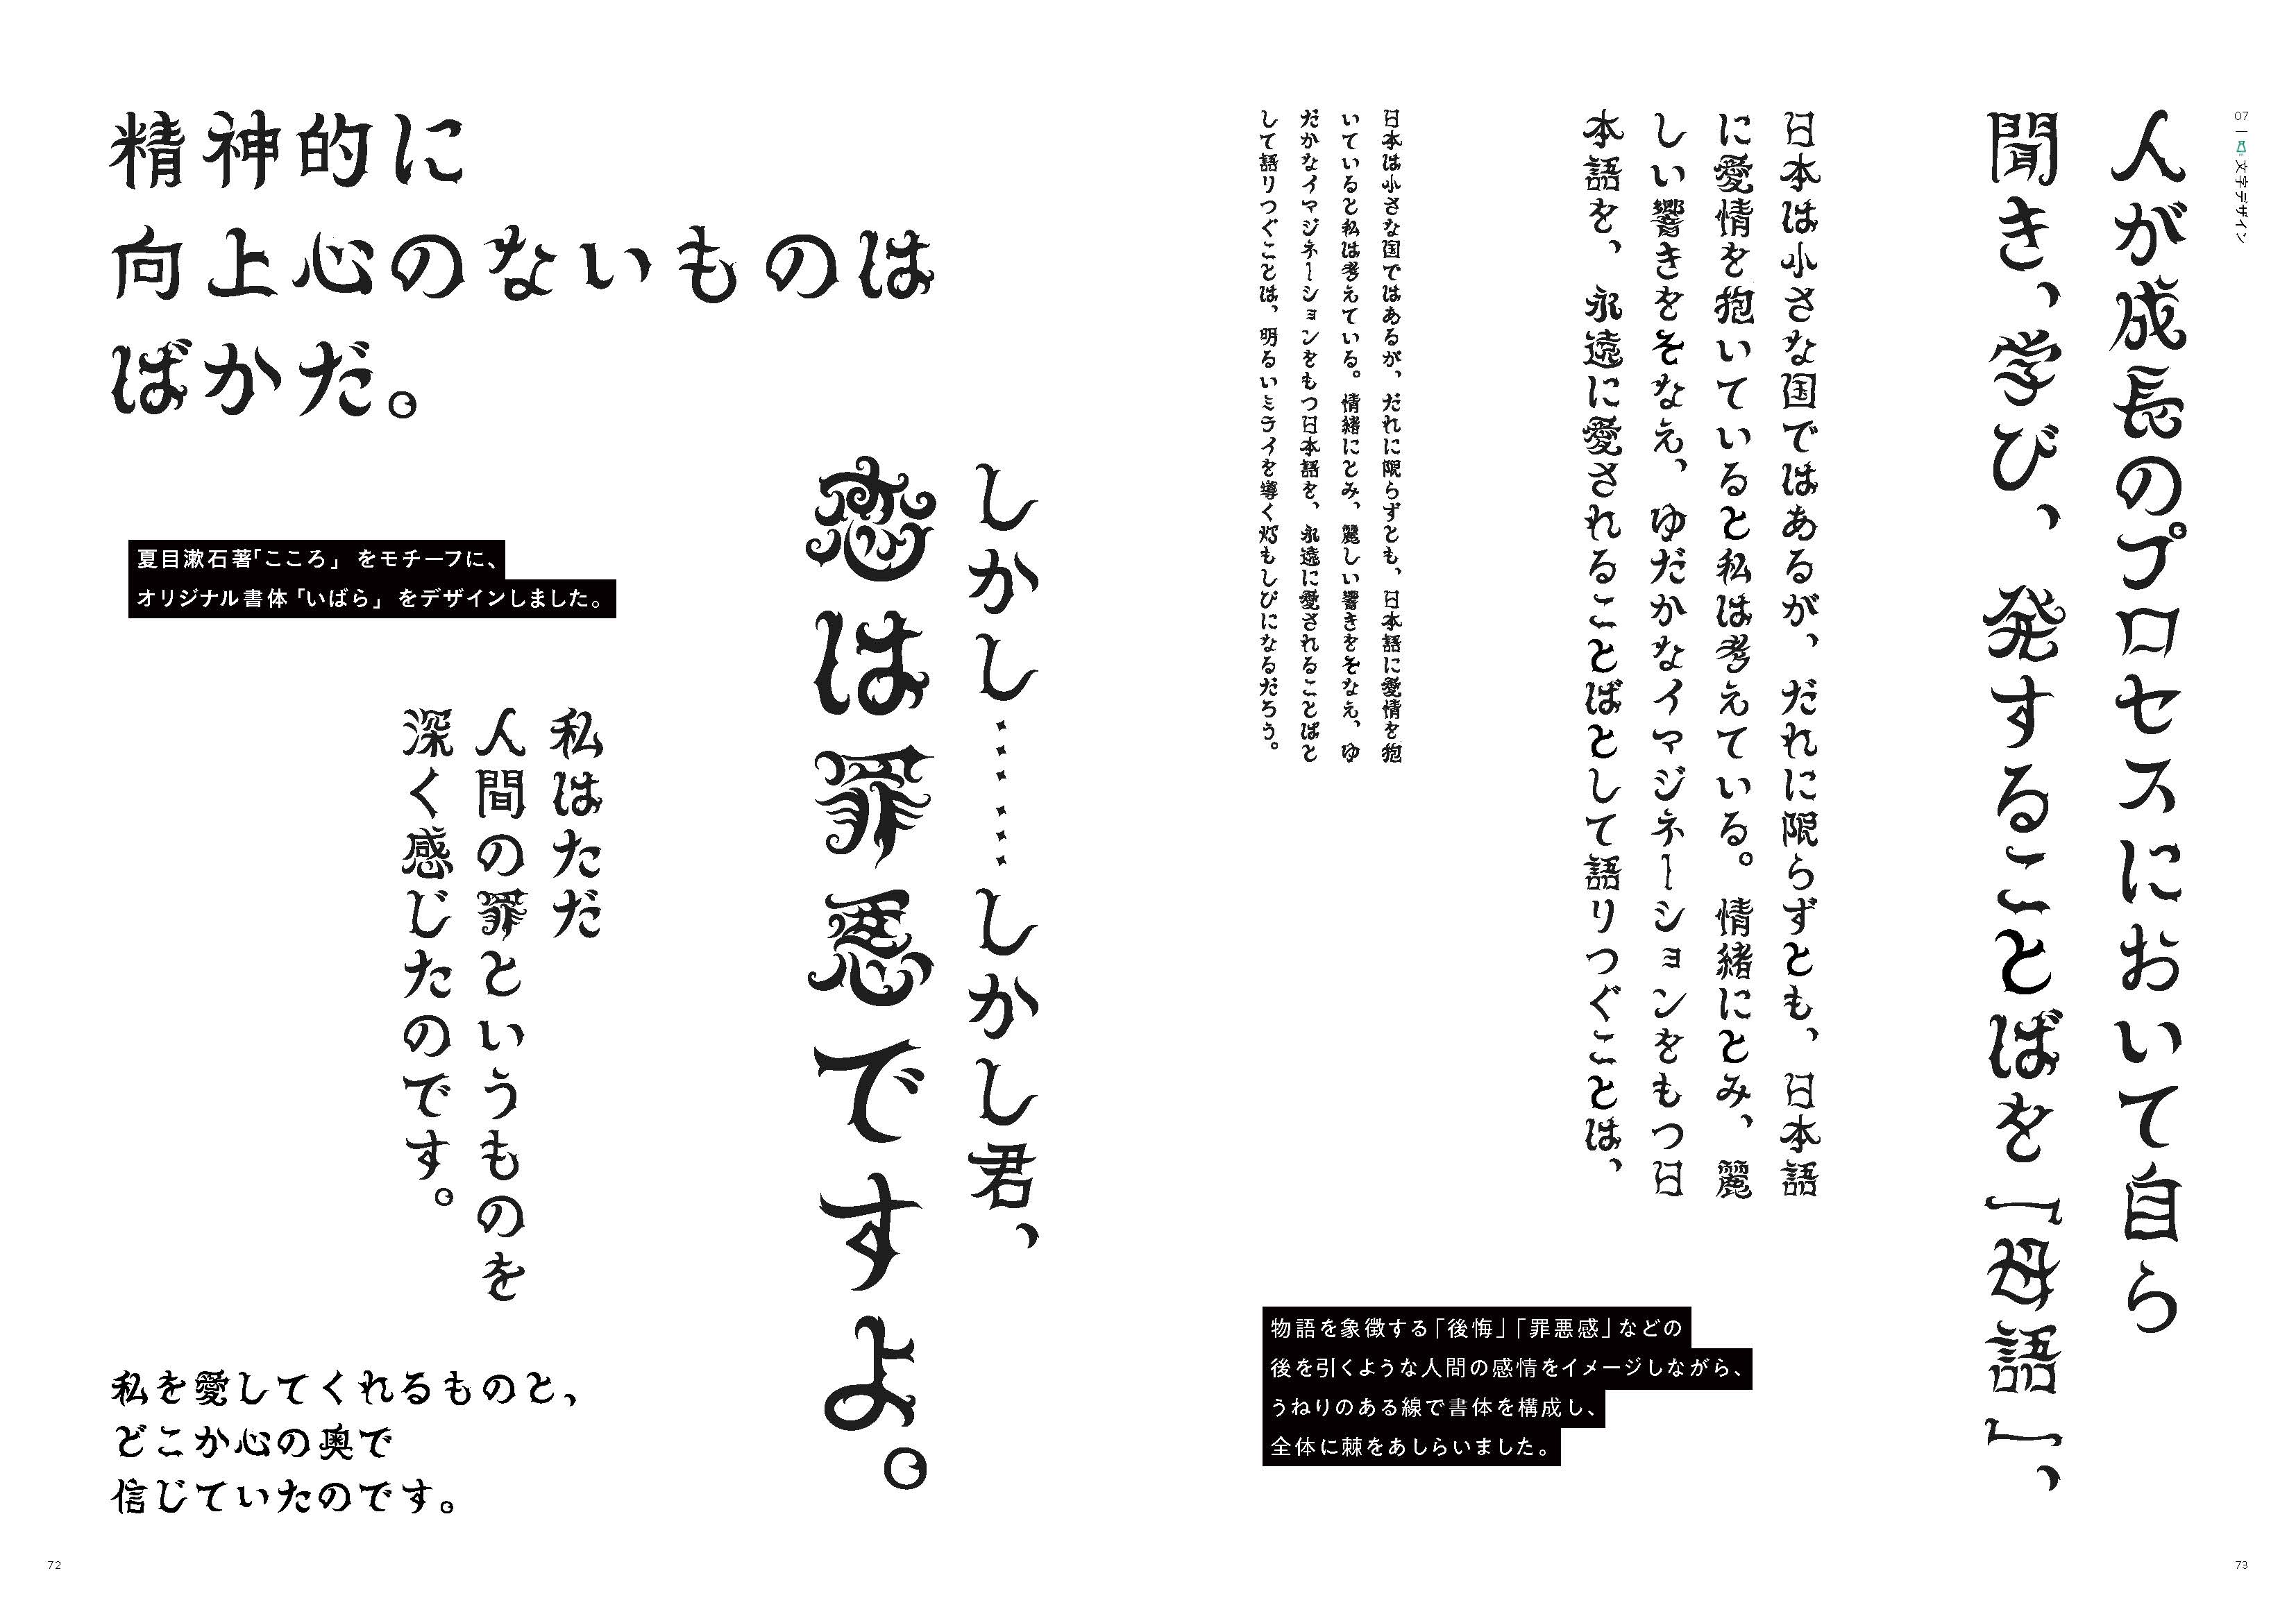 07 | 文字デザイン
人が成長のプロセスにおいて自ら
聞き、学び、発することばを「母語」、
日本は小さな国ではあるが、だれに限らずとも、日本語
に愛情を抱いていると私は考えている。情緒にとみ、麗
しい響きをそなえ、ゆだかなイマジネーションをもつ日
本語を、永遠に愛されることばとして語りつぐことは、
日本は小さな国ではあるが、だれに限らずとも、日本語に愛情を抱
いていると私は考えている。情緒にとみ、麗しい響きをそなえ、ゆ
だかなイマジネーションをもつ日本語を、永遠に愛されることばと
して語りつぐことは、明るいミライを導く灯もしびになるだろう。
物語を象徴する「後悔」「罪悪感」などの
後を引くような人間の感情をイメージしながら、
うねりのある線で書体を構成し、
全体に棘をあしらいました。
73
精神的に
向上心のないものは
ばかだ。
しかし……しかし君、
恋は罪悪ですよ。
夏目漱石著「こころ」をモチーフに、
オリジナル書体「いばら」をデザインしました。
私はただ
人間の罪というものを
深く感じたのです。
私を愛してくれるものと、
どこか心の奥で
信じていたのです。
72